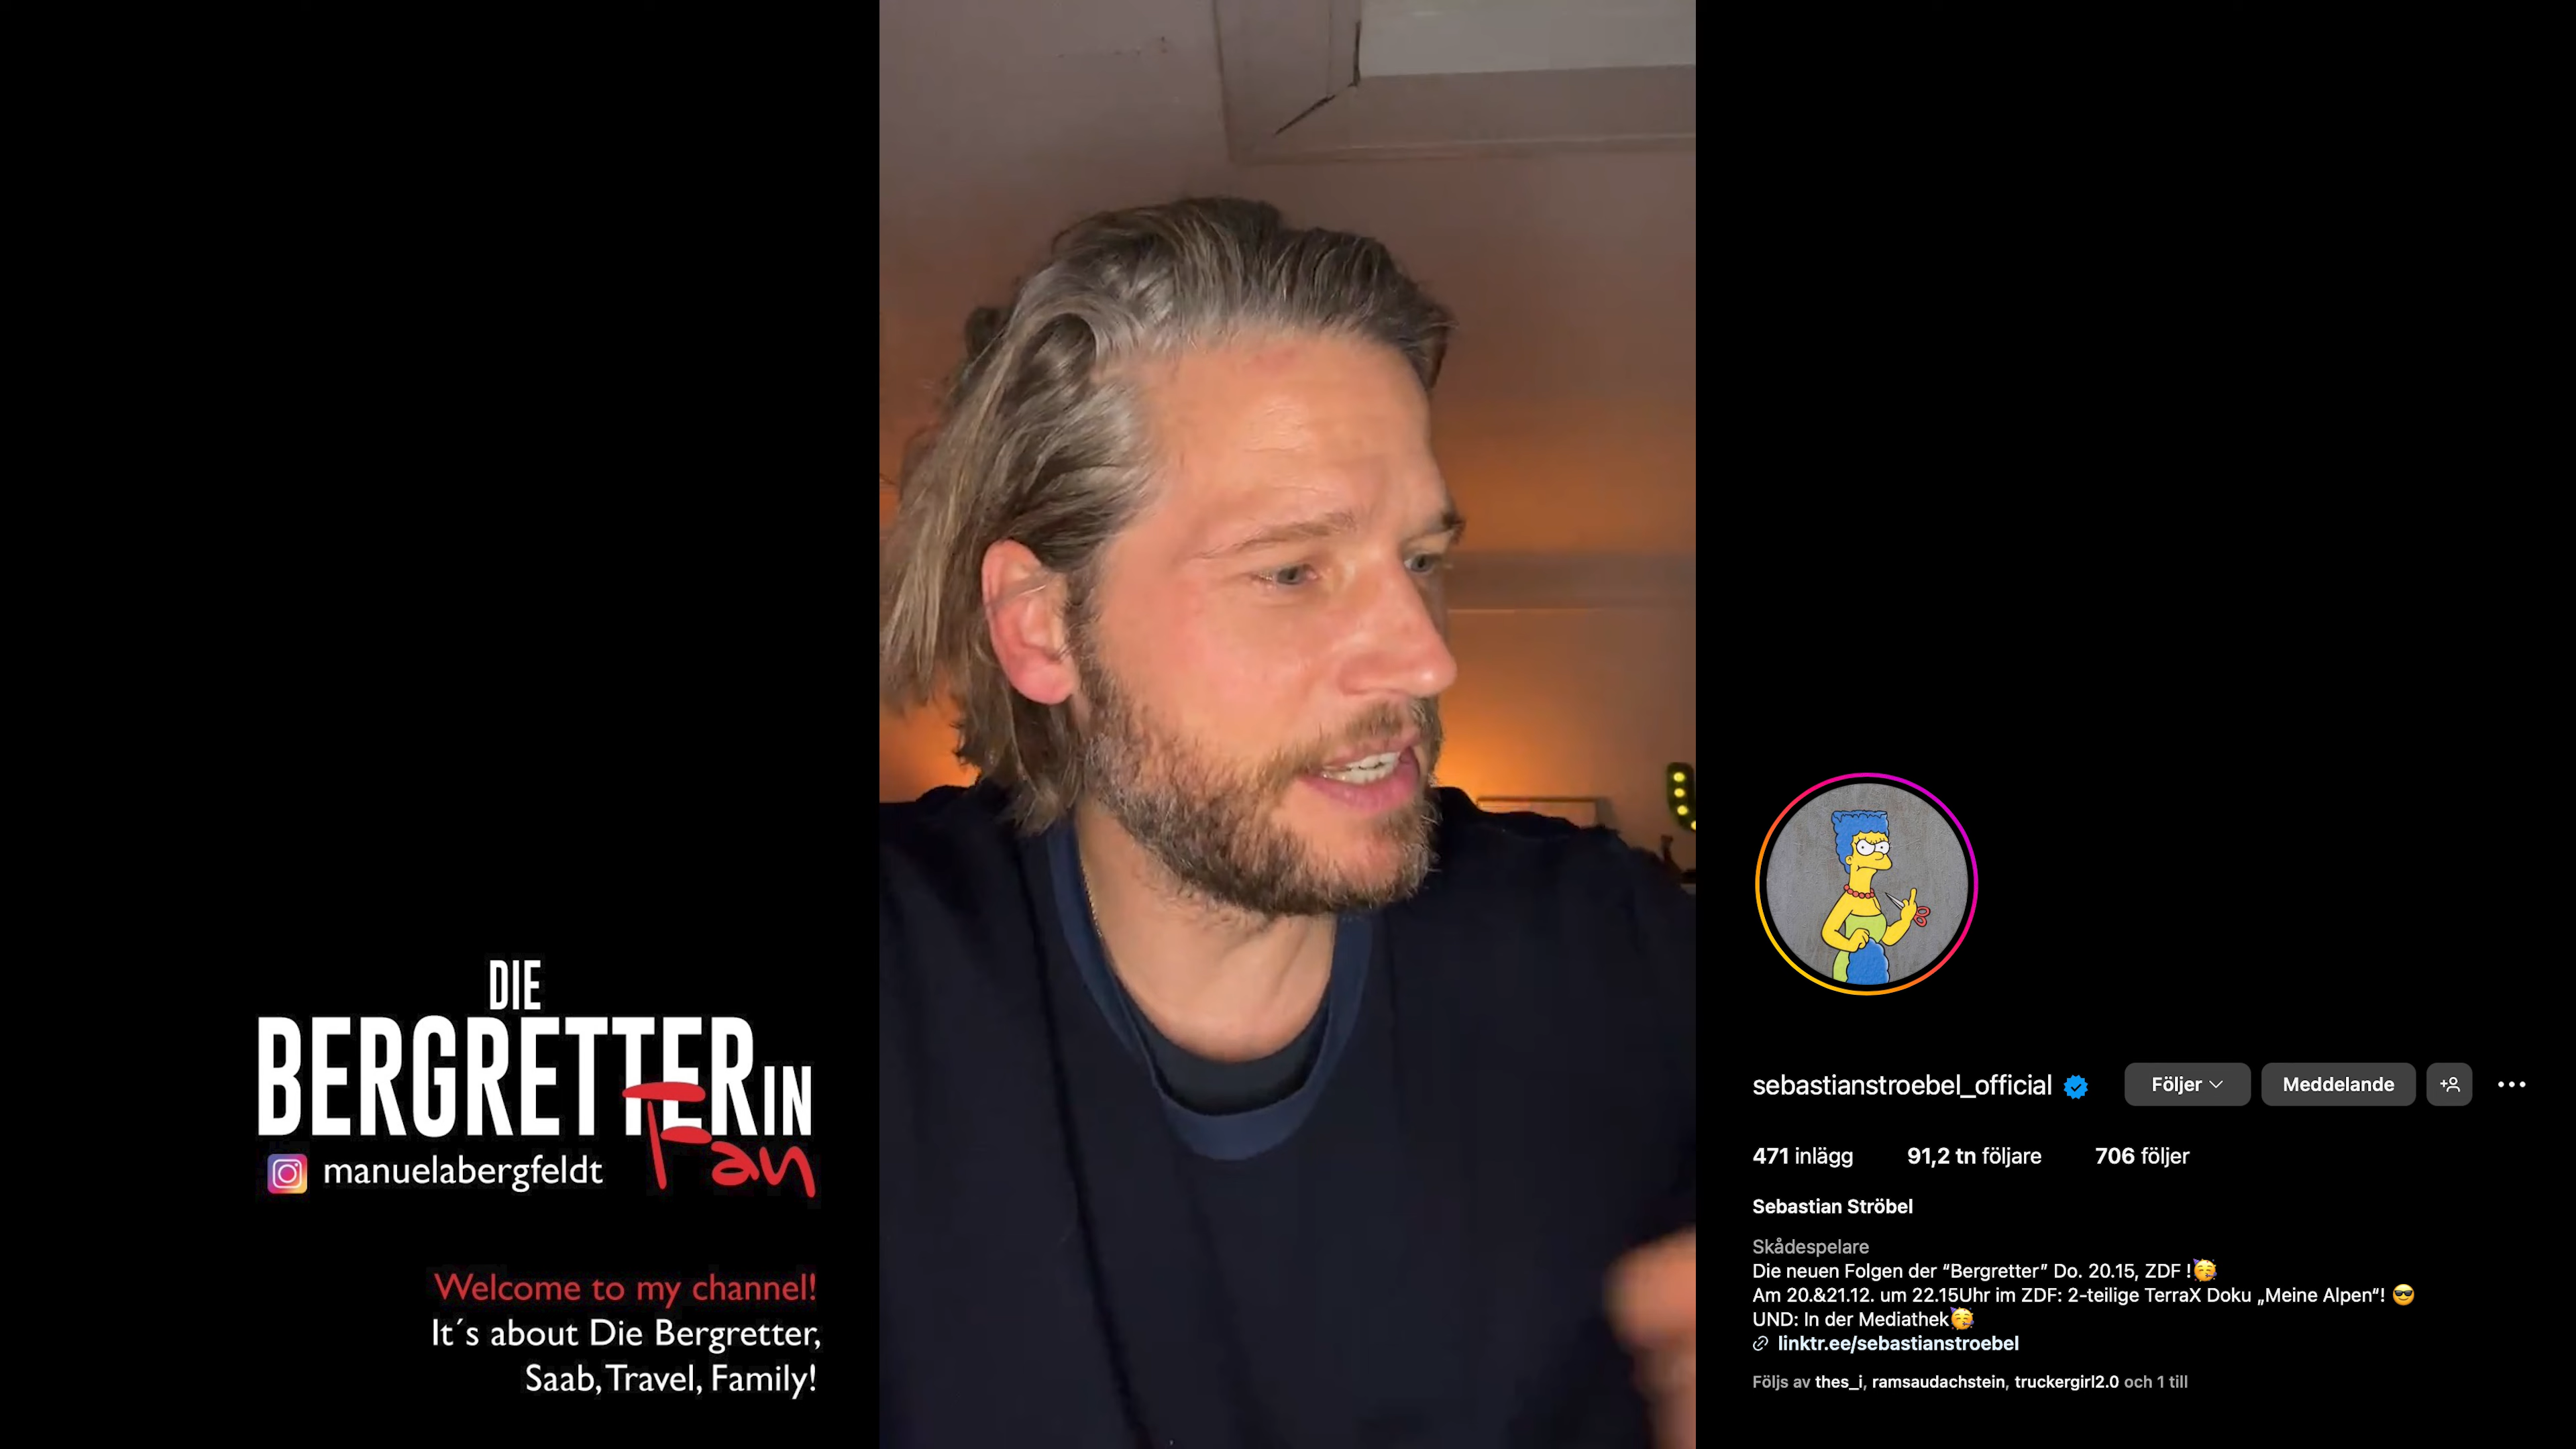 DIE
BERGRETTERIN
Fan
manuelabergfeldt
Welcome to my channel!
It´s about Die Bergretter,
Saab, Travel, Family!
sebastianstroebel_official
Följer
Meddelande
471 inlägg 91,2 tn följare 706 följer
Sebastian Ströbel
Skådespelare
Die neuen Folgen der “Bergretter” Do. 20.15, ZDF !🥳
Am 20.&21.12. um 22.15Uhr im ZDF: 2-teilige TerraX Doku „Meine Alpen“! 😎
UND: In der Mediathek🥳
linktr.ee/sebastianstroebel
Följs av thes_i, ramsaudachstein, truckergirl2.0 och 1 till